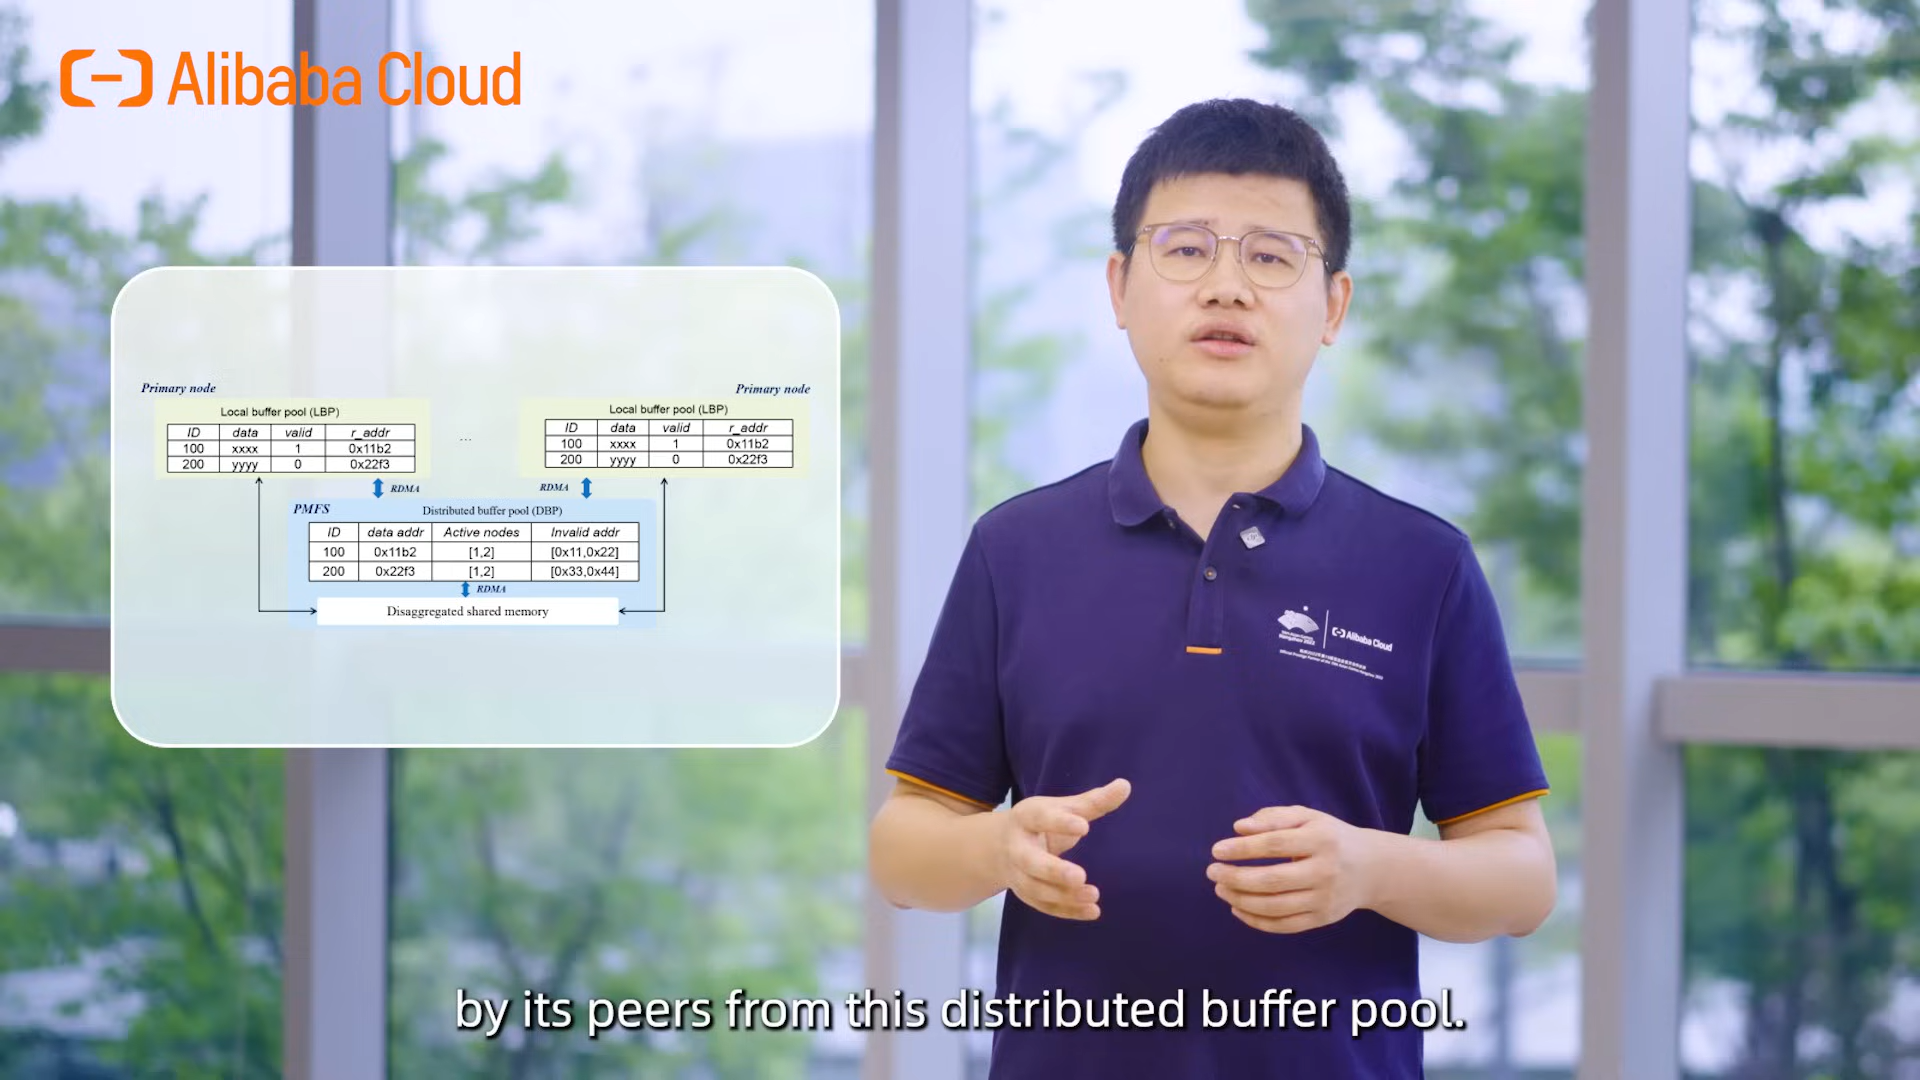 Alibaba Cloud
Primary node
Primary node
Local buffer pool (LBP)
ID data valid r_addr
100 xxxx 1 0x11b2
200 yyyy 0 0x22f3
...
Local buffer pool (LBP)
ID data valid r_addr
100 xxxx 1 0x11b2
200 yyyy 0 0x22f3
RDMA
RDMA
PMFS
Distributed buffer pool (DBP)
ID data addr Active nodes Invalid addr
100 0x11b2 [1,2] [0x11,0x22]
200 0x22f3 [1,2] [0x33,0x44]
RDMA
Disaggregated shared memory
Hangzhou 2022
Alibaba Cloud
by its peers from this distributed buffer pool.